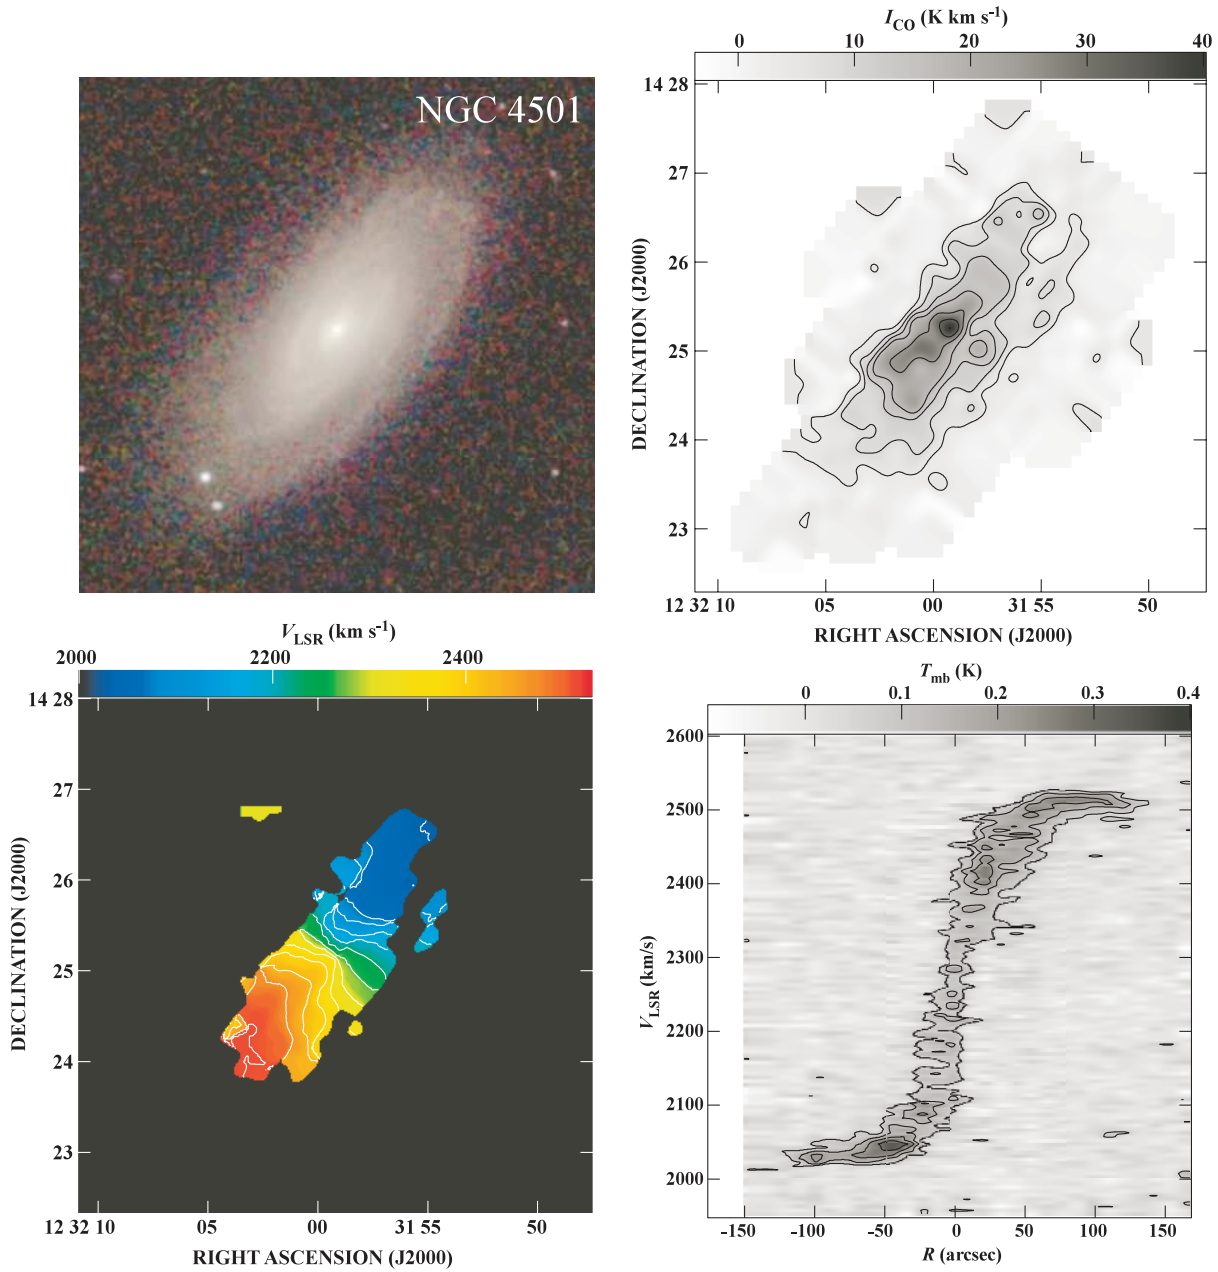 NGC 4501
I_CO (K km s⁻¹)
0 10 20 30 40
14 28
27
26
25
24
23
DECLINATION (J2000)
12 32 10 05 00 31 55 50
RIGHT ASCENSION (J2000)
V_LSR (km s⁻¹)
2000 2200 2400
14 28
27
26
25
24
23
DECLINATION (J2000)
12 32 10 05 00 31 55 50
RIGHT ASCENSION (J2000)
T_mb (K)
0 0.1 0.2 0.3 0.4
2600
2500
2400
2300
2200
2100
2000
V_LSR (km/s)
-150 -100 -50 0 50 100 150
R (arcsec)